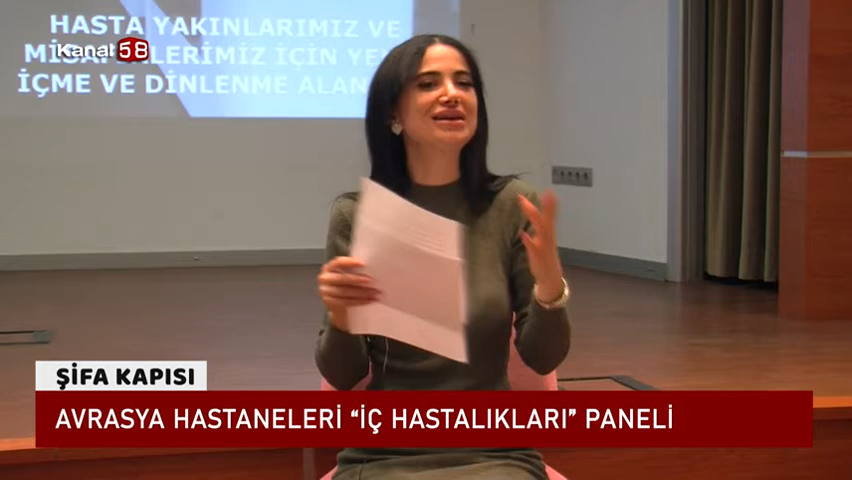 HASTA YAKINLARIMIZ VE
Kanal 58
İÇİN
İÇME VE DİNLENME
ŞİFA KAPISI
AVRASYA HASTANELERİ “İÇ HASTALIKLARI” PANELİ